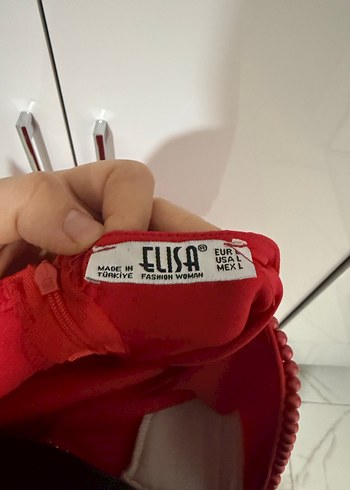 ELISA®
FASHION WOMAN
MADE IN
TÜRKİYE
EUR L
USA L
MEX L